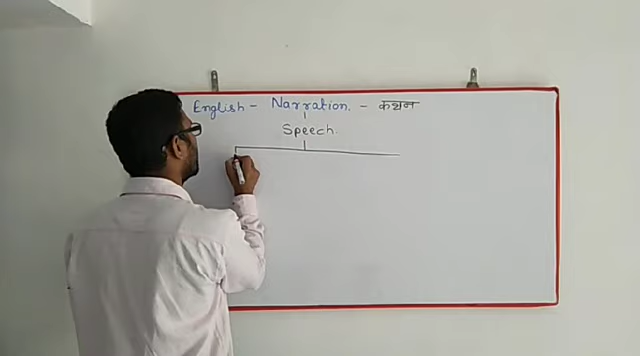 English - Narration. - कथन
Speech.